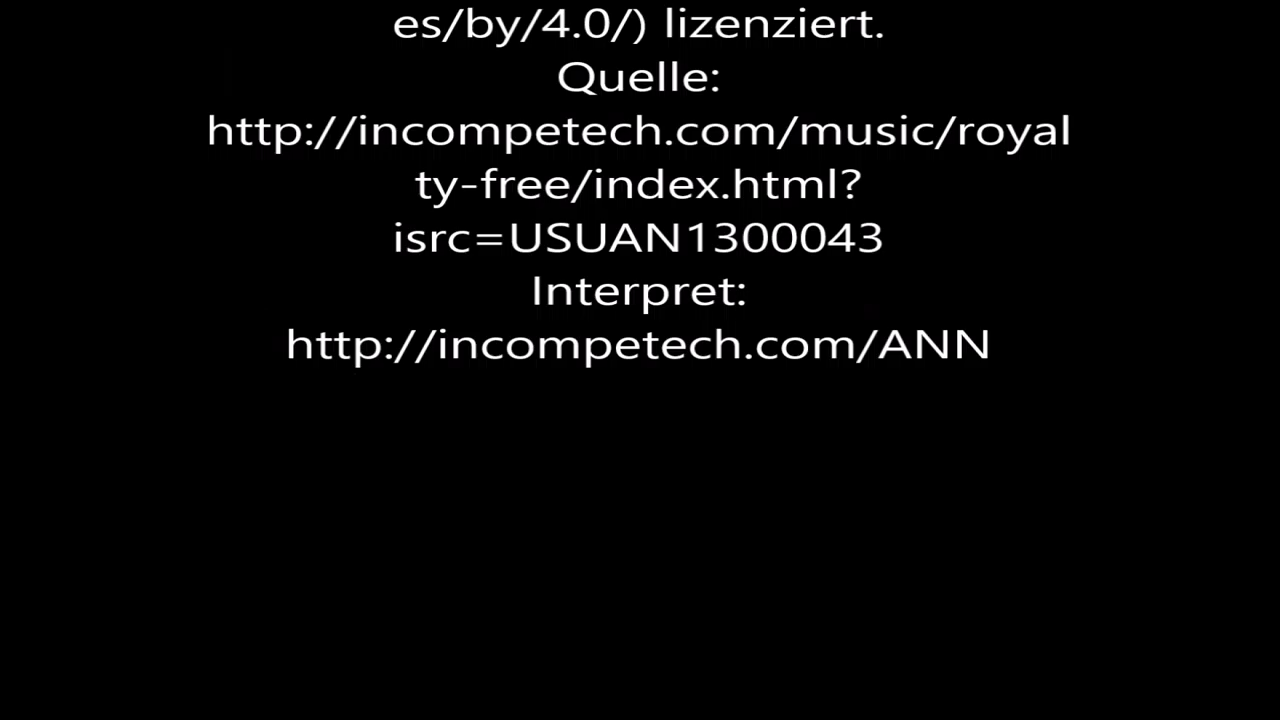 es/by/4.0/) lizenziert.
Quelle:
http://incompetech.com/music/royal
ty-free/index.html?
isrc=USUAN1300043
Interpret:
http://incompetech.com/ANN